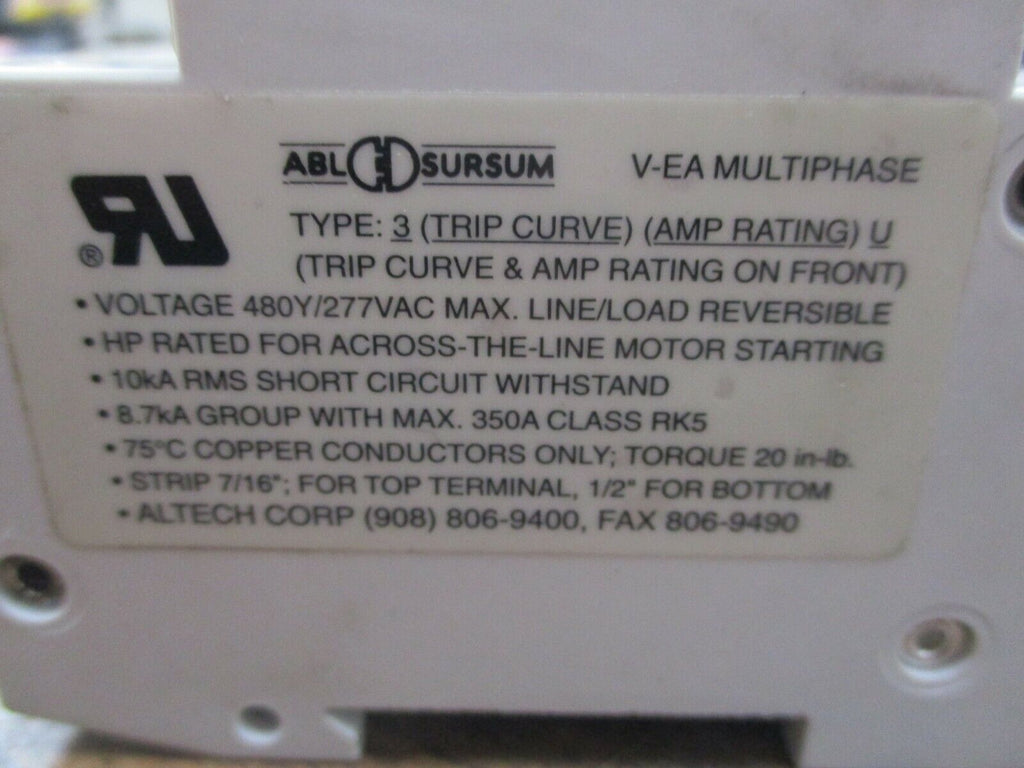 ABL SURSUM V-EA MULTIPHASE
TYPE: 3 (TRIP CURVE) (AMP RATING) U
(TRIP CURVE & AMP RATING ON FRONT)
• VOLTAGE 480Y/277VAC MAX. LINE/LOAD REVERSIBLE
• HP RATED FOR ACROSS-THE-LINE MOTOR STARTING
• 10kA RMS SHORT CIRCUIT WITHSTAND
• 8.7kA GROUP WITH MAX. 350A CLASS RK5
• 75°C COPPER CONDUCTORS ONLY; TORQUE 20 in-lb.
• STRIP 7/16"; FOR TOP TERMINAL, 1/2" FOR BOTTOM
• ALTECH CORP (908) 806-9400, FAX 806-9490